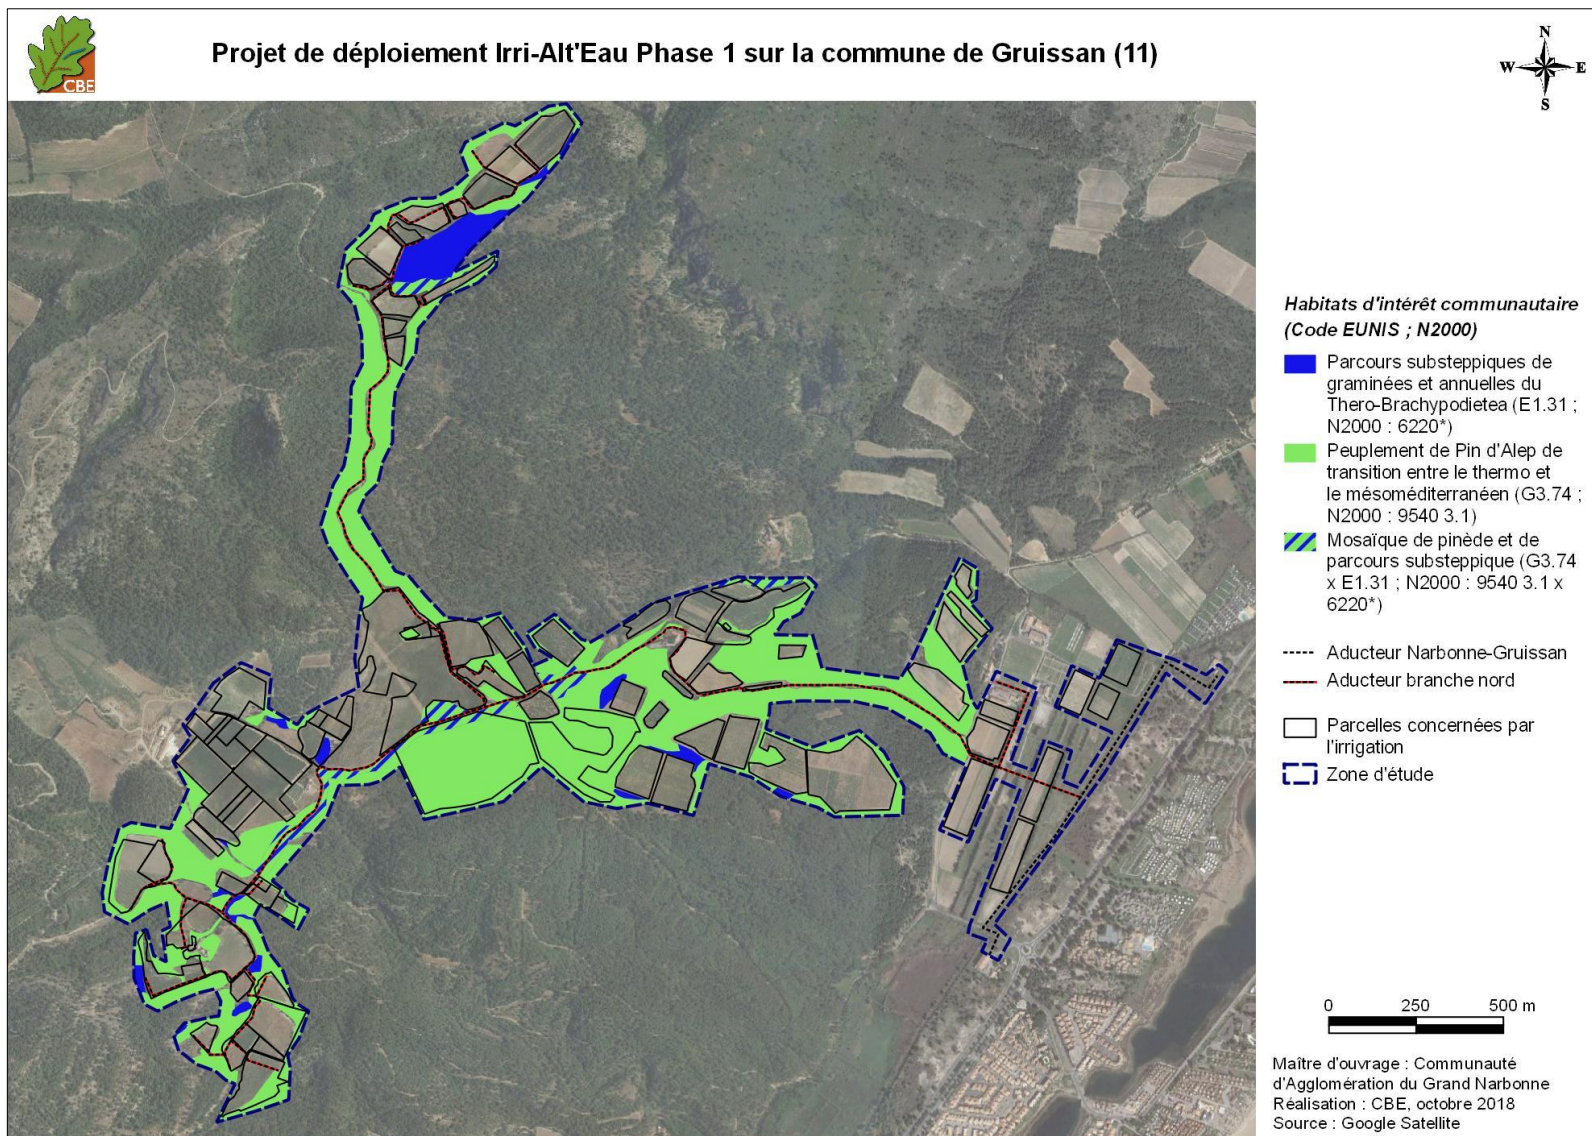 CBE
Projet de déploiement Irri-Alt'Eau Phase 1 sur la commune de Gruissan (11)
N
W E
S
Habitats d'intérêt communautaire
(Code EUNIS ; N2000)
Parcours substeppiques de
graminées et annuelles du
Thero-Brachypodietea (E1.31 ;
N2000 : 6220*)
Peuplement de Pin d'Alep de
transition entre le thermo et
le mésoméditerranéen (G3.74 ;
N2000 : 9540 3.1)
Mosaïque de pinède et de
parcours substeppique (G3.74
x E1.31 ; N2000 : 9540 3.1 x
6220*)
Aducteur Narbonne-Gruissan
Aducteur branche nord
Parcelles concernées par
l'irrigation
Zone d'étude
0 250 500 m
Maître d'ouvrage : Communauté
d'Agglomération du Grand Narbonne
Réalisation : CBE, octobre 2018
Source : Google Satellite